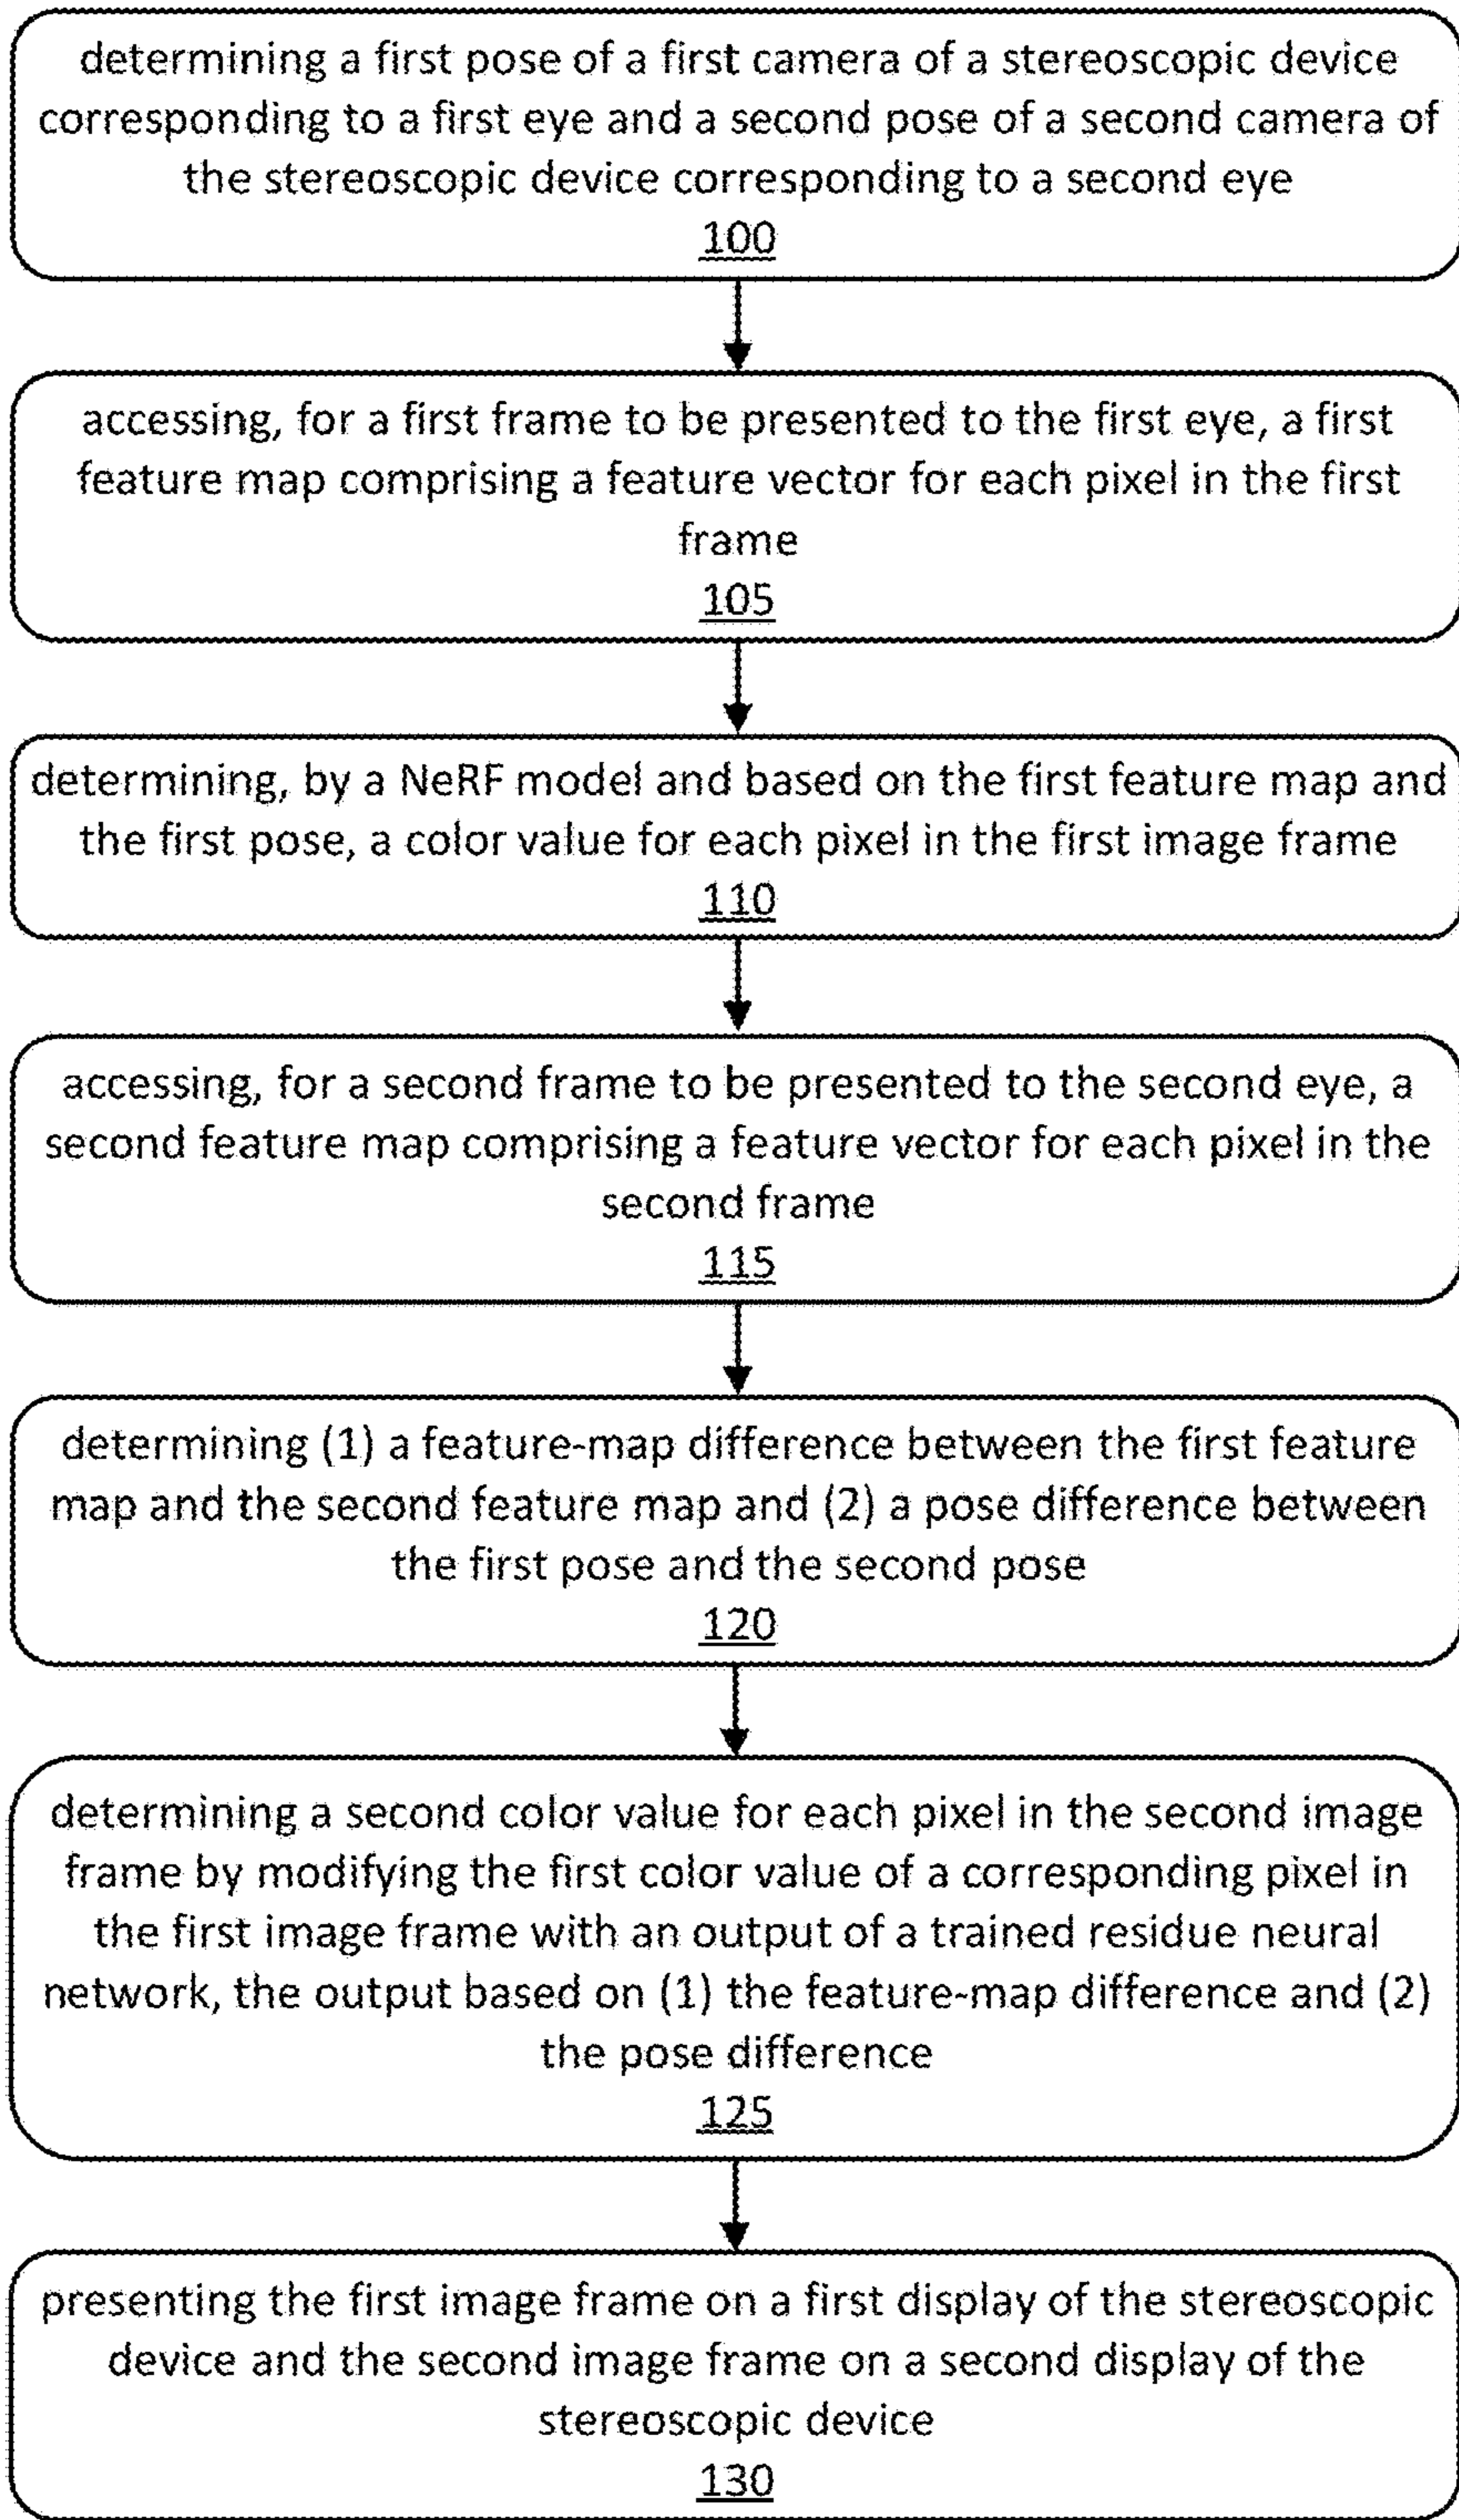 determining a first pose of a first camera of a stereoscopic device
corresponding to a first eye and a second pose of a second camera of
the stereoscopic device corresponding to a second eye
100
accessing, for a first frame to be presented to the first eye, a first
feature map comprising a feature vector for each pixel in the first
frame
105
determining, by a NeRF model and based on the first feature map and
the first pose, a color value for each pixel in the first image frame
110
accessing, for a second frame to be presented to the second eye, a
second feature map comprising a feature vector for each pixel in the
second frame
115
determining (1) a feature-map difference between the first feature
map and the second feature map and (2) a pose difference between
the first pose and the second pose
120
determining a second color value for each pixel in the second image
frame by modifying the first color value of a corresponding pixel in
the first image frame with an output of a trained residue neural
network, the output based on (1) the feature-map difference and (2)
the pose difference
125
presenting the first image frame on a first display of the stereoscopic
device and the second image frame on a second display of the
stereoscopic device
130